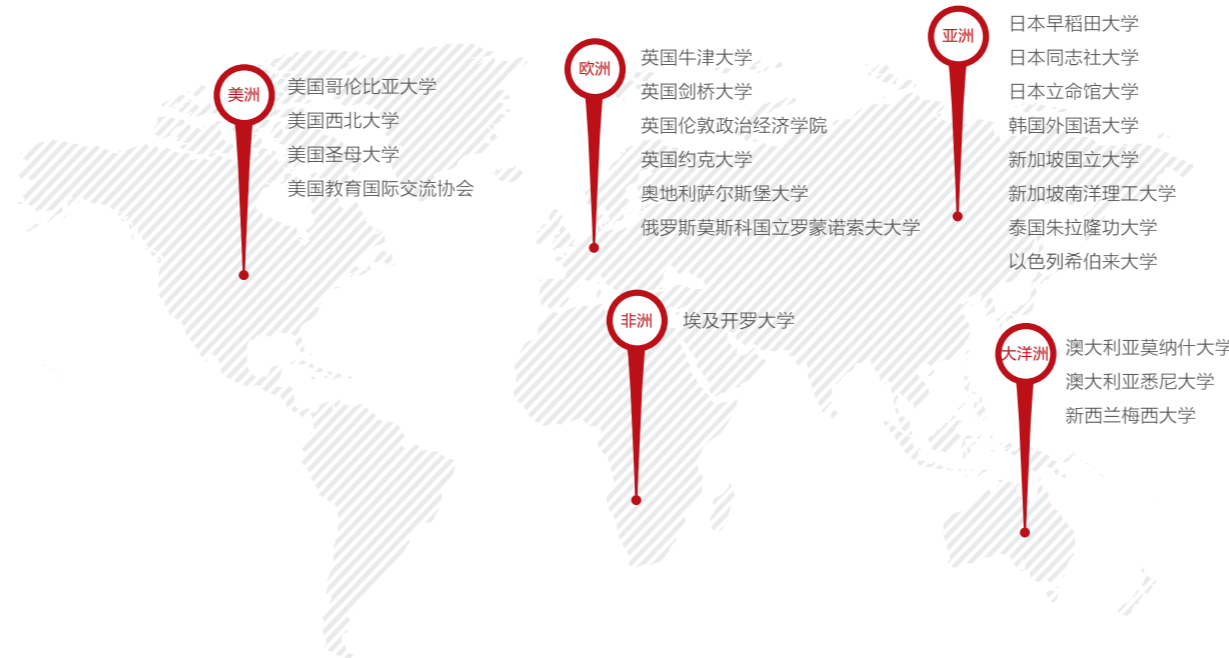 美洲
美国哥伦比亚大学
美国西北大学
美国圣母大学
美国教育国际交流协会
欧洲
英国牛津大学
英国剑桥大学
英国伦敦政治经济学院
英国约克大学
奥地利萨尔斯堡大学
俄罗斯莫斯科国立罗蒙诺索夫大学
亚洲
日本早稻田大学
日本同志社大学
日本立命馆大学
韩国外国语大学
新加坡国立大学
新加坡南洋理工大学
泰国朱拉隆功大学
以色列希伯来大学
非洲
埃及开罗大学
大洋洲
澳大利亚莫纳什大学
澳大利亚悉尼大学
新西兰梅西大学